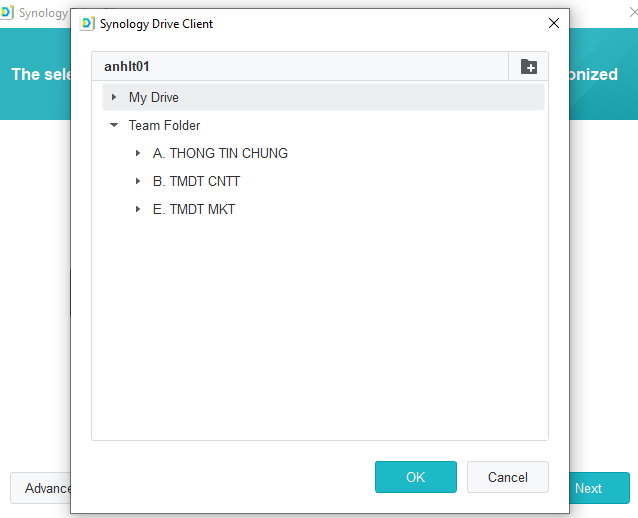 Synology
Synology Drive Client
The sele
onized
anhlt01
My Drive
Team Folder
A. THONG TIN CHUNG
B. TMDT CNTT
E. TMDT MKT
OK
Cancel
Advance
Next